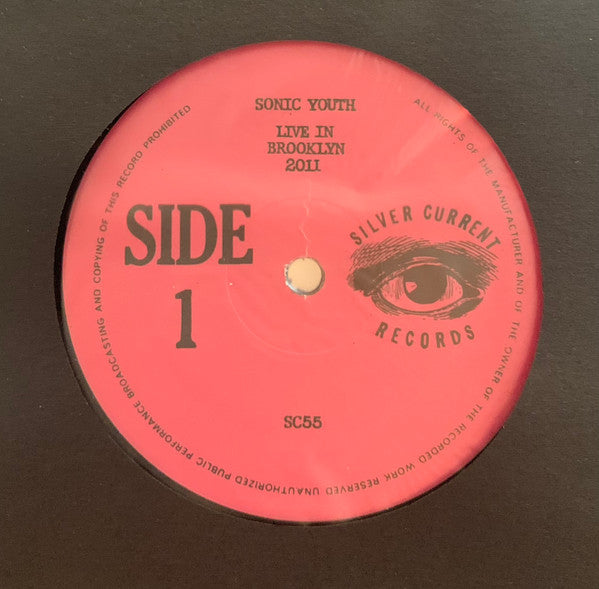 SONIC YOUTH
LIVE IN
BROOKLYN
2011
SIDE
1
SILVER CURRENT
RECORDS
SC55
ALL RIGHTS OF THE MANUFACTURER AND OF THE OWNER OF THE RECORDED WORK RESERVED UNAUTHORIZED PUBLIC PERFORMANCE BROADCASTING AND COPYING OF THIS RECORD PROHIBITED